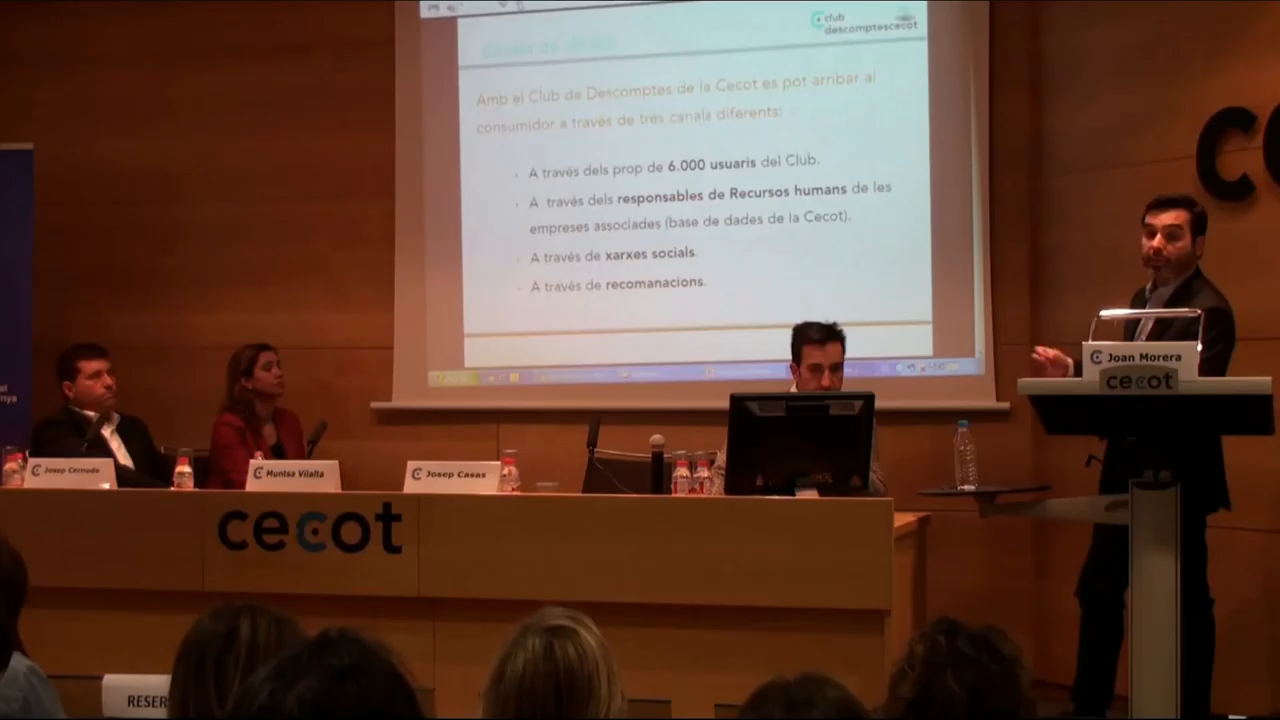 club
descomptescecot
Amb el Club de Descomptes de la Cecot es pot arribar al
consumidor a través de tres canals diferents:
A través dels prop de 6.000 usuaris del Club.
A través dels responsables de Recursos humans de les
empreses associades (base de dades de la Cecot).
A través de xarxes socials.
A través de recomanacions.
Joan Morera
cecot
Josep Cernuda
Muntsa Vilalta
Josep Casas
cecot
RESER